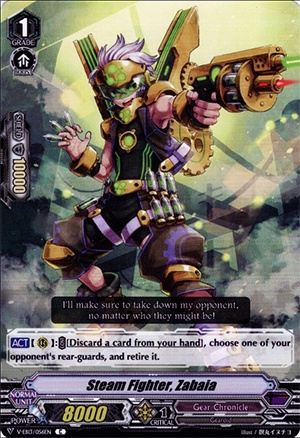 1
GRADE
BOOST
SHIELD 10000
I'll make sure to take down my opponent,
no matter who they might be!
ACT [Discard a card from your hand], choose one of your
opponent's rear-guards, and retire it.
Steam Fighter, Zabaia
NORMAL
UNIT
POWER 8000
1
CRITICAL
Gear Chronicle
Gearoid
V-EB13/056EN C